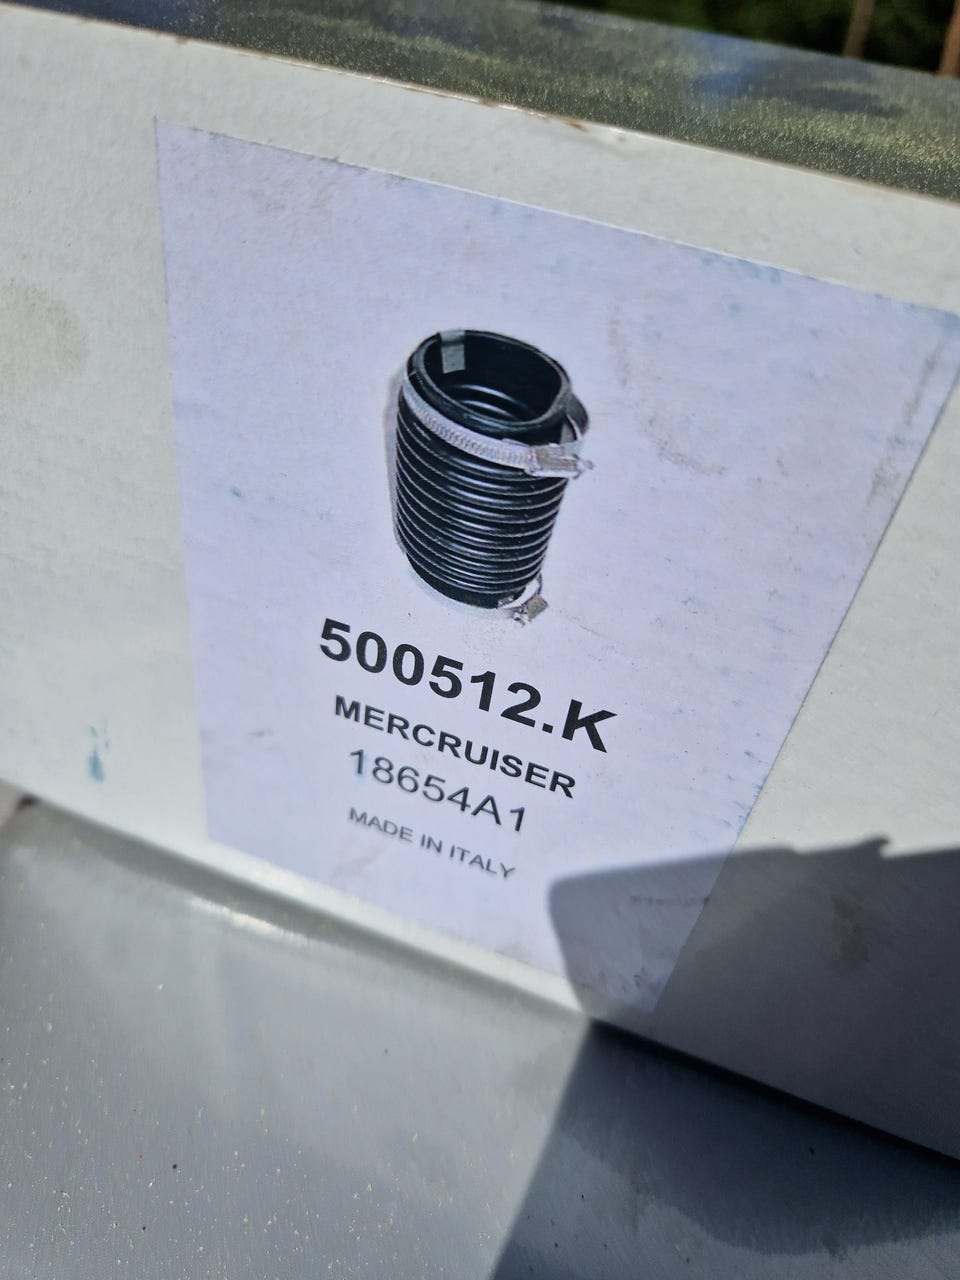 500512.K
MERCRUISER
18654A1
MADE IN ITALY